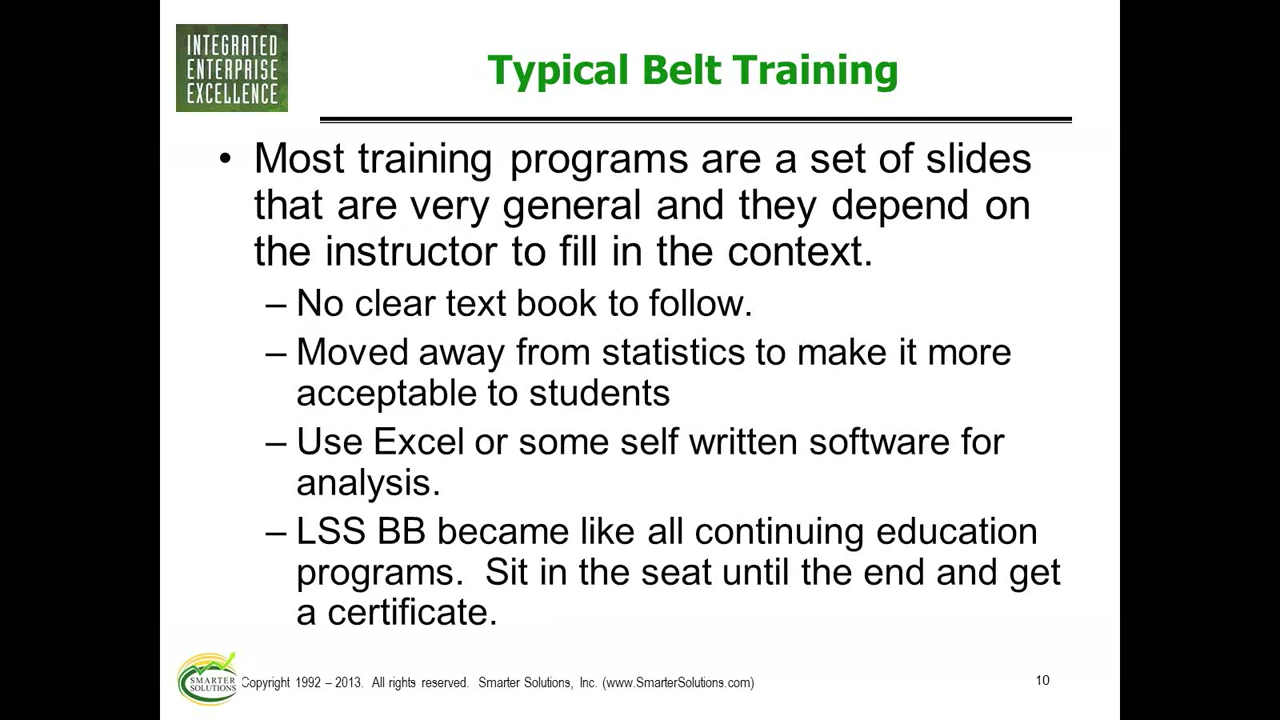 INTEGRATED
ENTERPRISE
EXCELLENCE
Typical Belt Training
• Most training programs are a set of slides
that are very general and they depend on
the instructor to fill in the context.
– No clear text book to follow.
– Moved away from statistics to make it more
acceptable to students
– Use Excel or some self written software for
analysis.
– LSS BB became like all continuing education
programs.  Sit in the seat until the end and get
a certificate.
SMARTER
SOLUTIONS
Copyright 1992 – 2013.  All rights reserved.  Smarter Solutions, Inc. (www.SmarterSolutions.com)
10